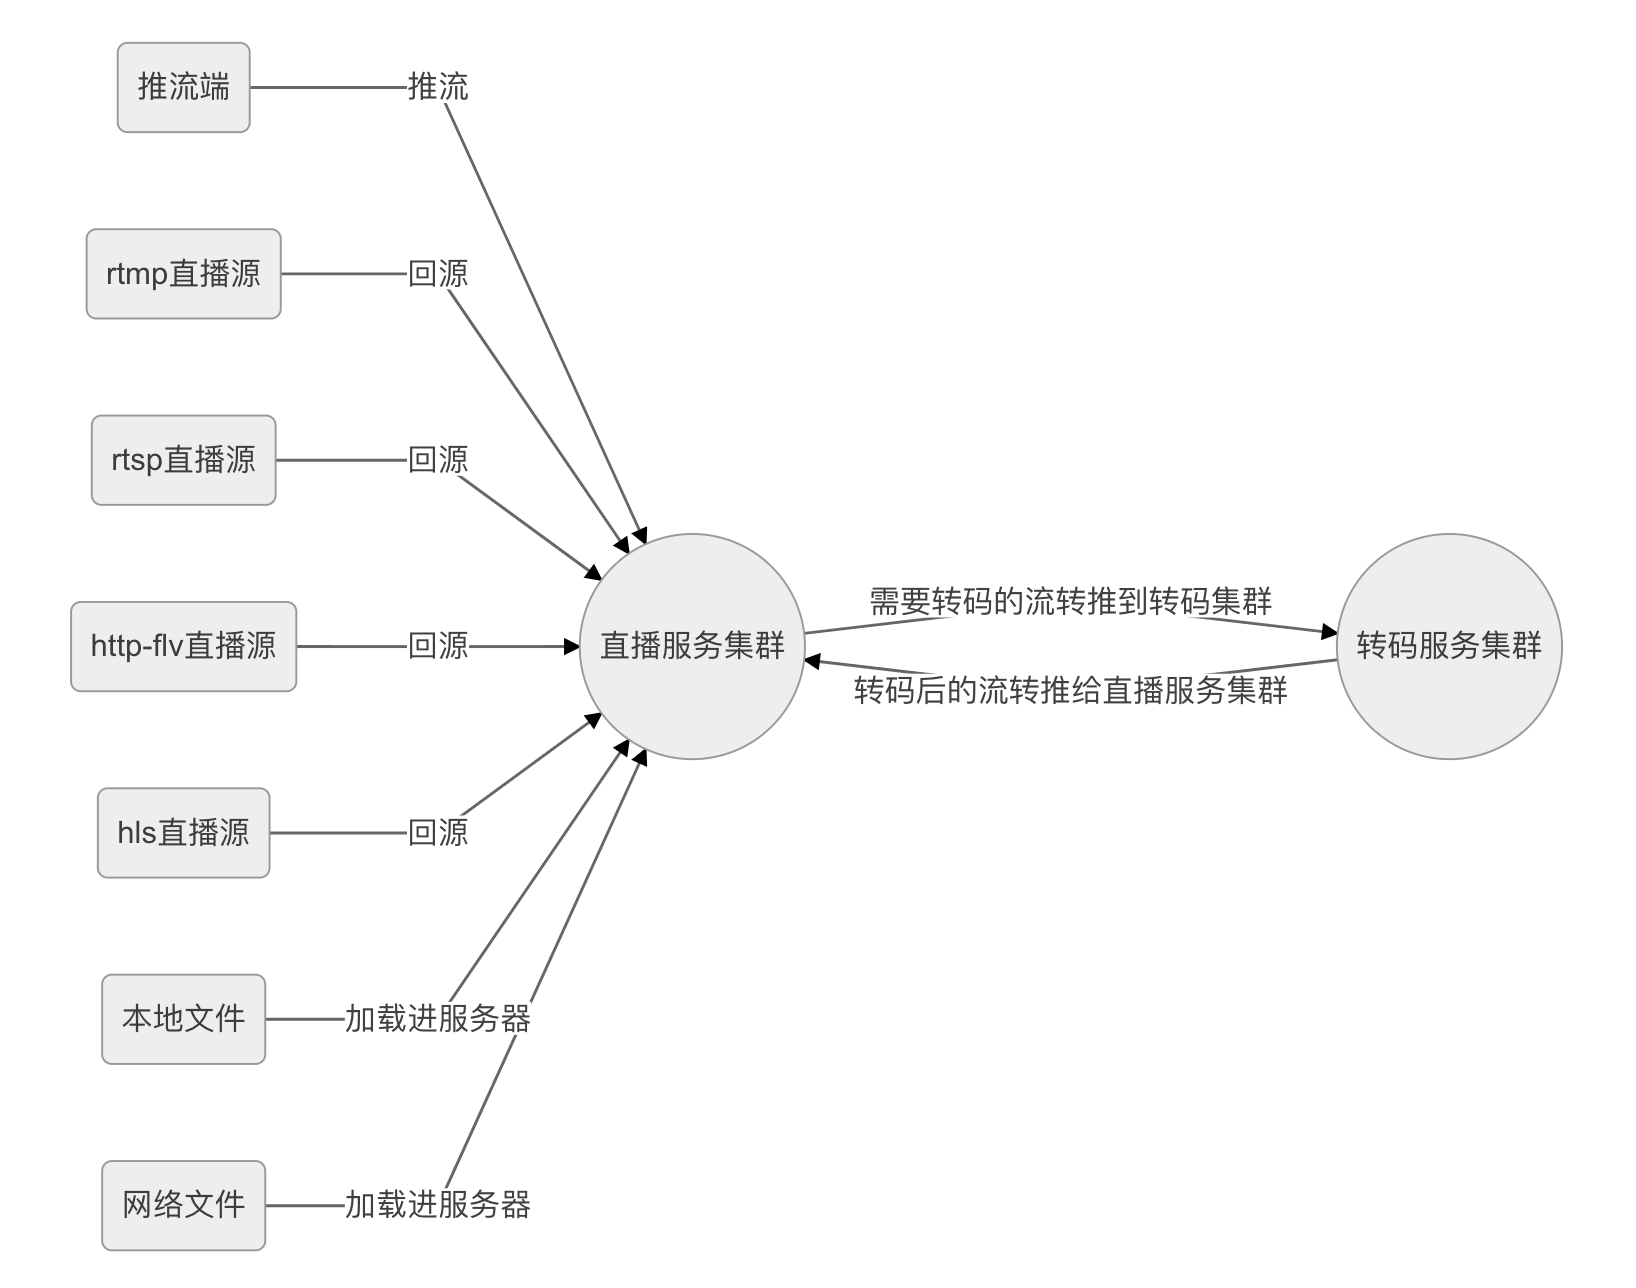 推流端
推流
rtmp直播源
回源
rtsp直播源
回源
http-flv直播源
回源
hls直播源
回源
本地文件
加载进服务器
网络文件
加载进服务器
直播服务集群
需要转码的流转推到转码集群
转码后的流转推给直播服务集群
转码服务集群